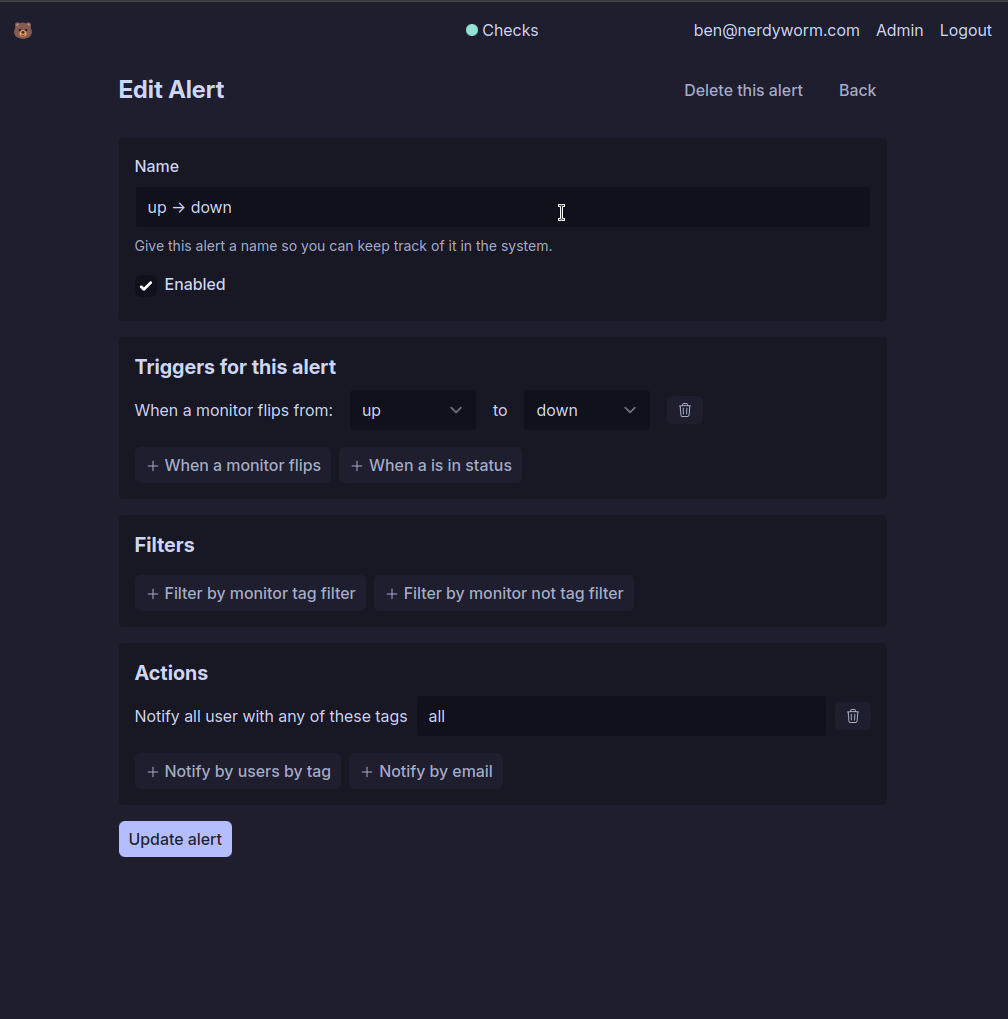 Checks
ben@nerdyworm.com Admin Logout
Edit Alert
Delete this alert Back
Name
up → down
Give this alert a name so you can keep track of it in the system.
Enabled
Triggers for this alert
When a monitor flips from: up to down
+ When a monitor flips + When a is in status
Filters
+ Filter by monitor tag filter + Filter by monitor not tag filter
Actions
Notify all user with any of these tags all
+ Notify by users by tag + Notify by email
Update alert